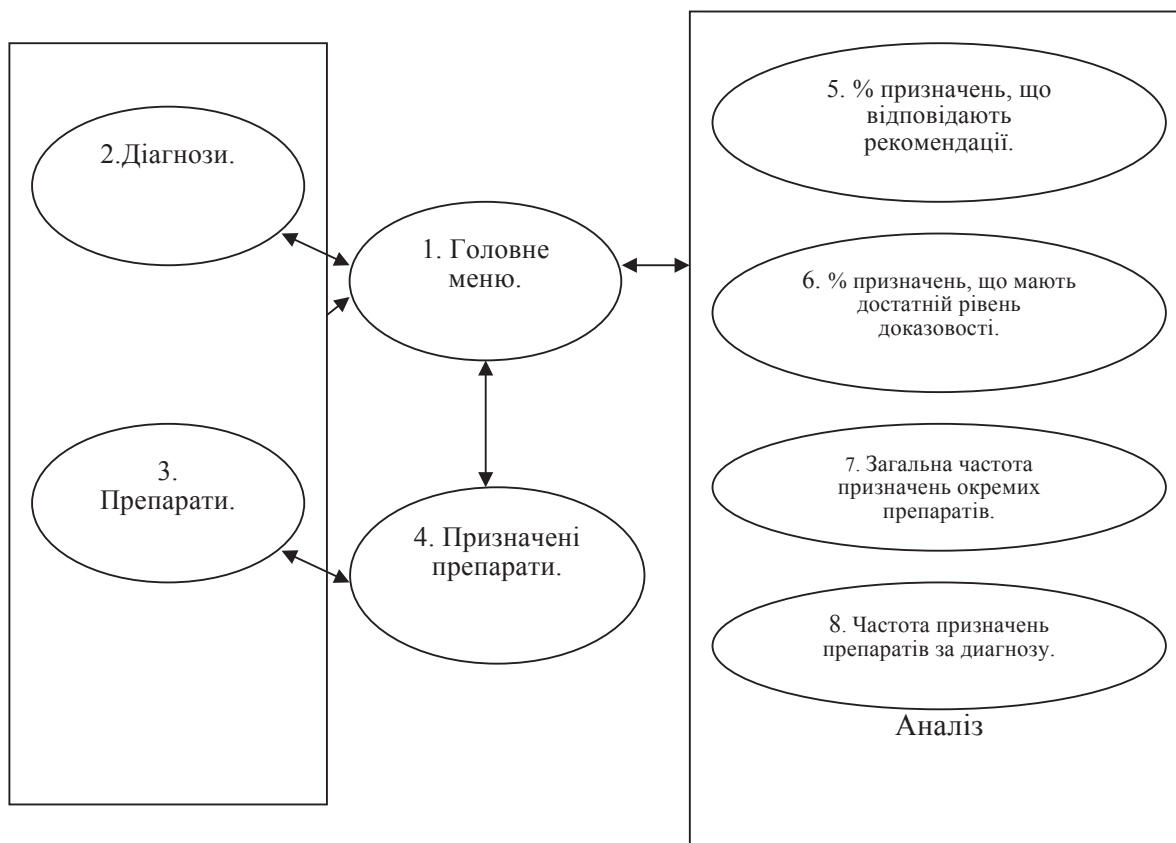 2.Діагнози.
3.
Препарати.
1. Головне
меню.
4. Призначені
препарати.
5. % призначень, що
відповідають
рекомендації.
6. % призначень, що мають
достатній рівень
доказовості.
7. Загальна частота
призначень окремих
препаратів.
8. Частота призначень
препаратів за диагнозу.
Аналіз